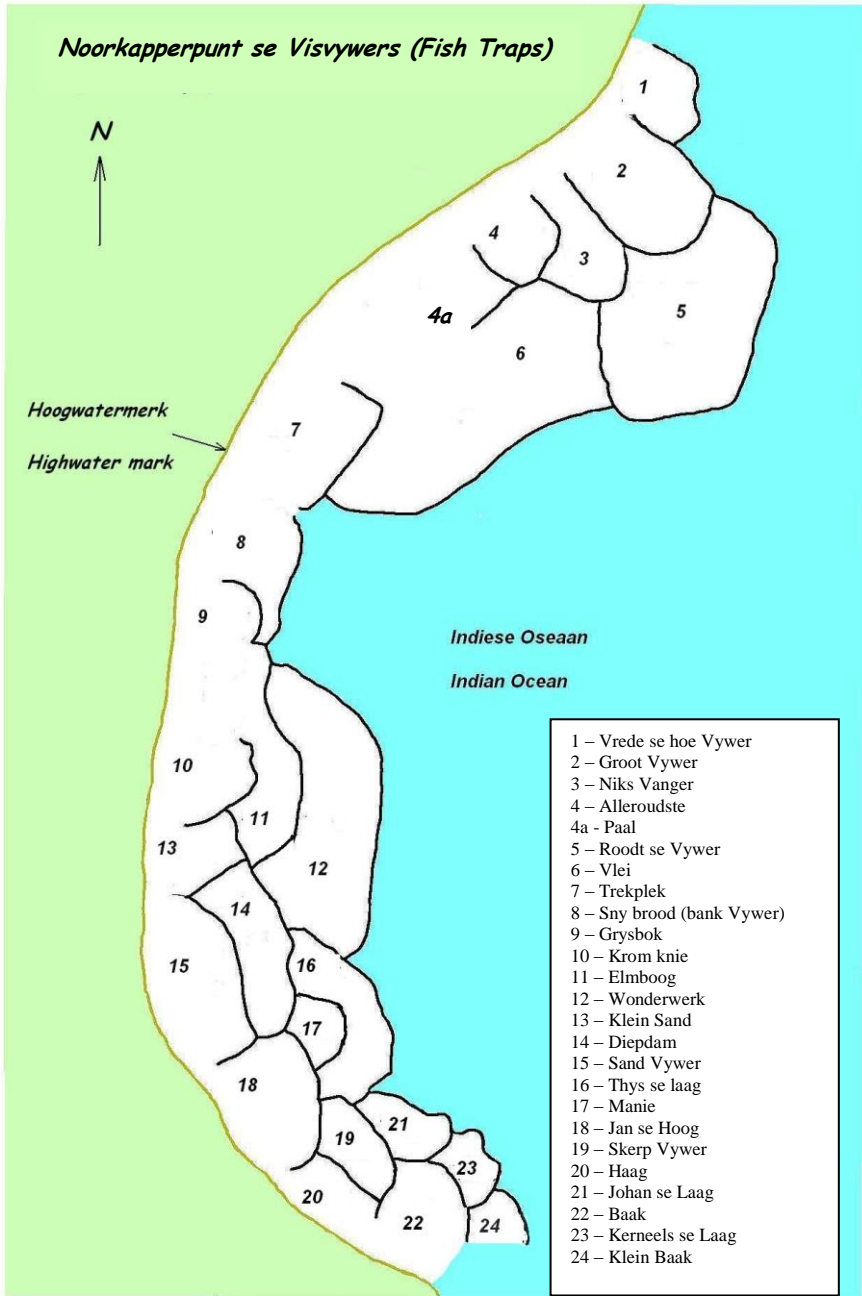 Noorkapperpunt se Visvywers (Fish Traps)
N
1
2
3
4
4a
5
6
7
Hoogwatermerk
Highwater mark
8
9
Indiese Oseaan
Indian Ocean
10
11
12
13
14
15
16
17
18
19
20
21
22
23
24
1 – Vrede se hoe Vywer
2 – Groot Vywer
3 – Niks Vanger
4 – Alleroudste
4a - Paal
5 – Roodt se Vywer
6 – Vlei
7 – Trekplek
8 – Sny brood (bank Vywer)
9 – Grysbok
10 – Krom knie
11 – Elmboog
12 – Wonderwerk
13 – Klein Sand
14 – Diepdam
15 – Sand Vywer
16 – Thys se laag
17 – Manie
18 – Jan se Hoog
19 – Skerp Vywer
20 – Haag
21 – Johan se Laag
22 – Baak
23 – Kerneels se Laag
24 – Klein Baak